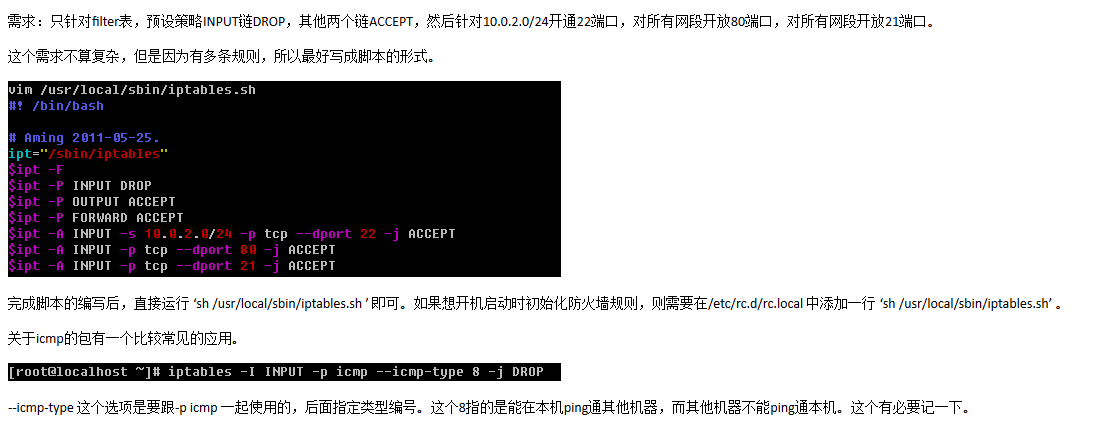 需求：只针对filter表，预设策略INPUT链DROP，其他两个链ACCEPT，然后针对10.0.2.0/24开通22端口，对所有网段开放80端口，对所有网段开放21端口。
这个需求不算复杂，但是因为有多条规则，所以最好写成脚本的形式。
vim /usr/local/sbin/iptables.sh
#! /bin/bash
# Aming 2011-05-25.
ipt="/sbin/iptables"
$ipt -F
$ipt -P INPUT DROP
$ipt -P OUTPUT ACCEPT
$ipt -P FORWARD ACCEPT
$ipt -A INPUT -s 10.0.2.0/24 -p tcp --dport 22 -j ACCEPT
$ipt -A INPUT -p tcp --dport 80 -j ACCEPT
$ipt -A INPUT -p tcp --dport 21 -j ACCEPT
完成脚本的编写后，直接运行 ‘sh /usr/local/sbin/iptables.sh ’ 即可。如果想开机启动时初始化防火墙规则，则需要在/etc/rc.d/rc.local 中添加一行 ‘sh /usr/local/sbin/iptables.sh’ 。
关于icmp的包有一个比较常见的应用。
[root@localhost ~]# iptables -I INPUT -p icmp --icmp-type 8 -j DROP
--icmp-type 这个选项是要跟-p icmp 一起使用的，后面指定类型编号。这个8指的是能在本机ping通其他机器，而其他机器不能ping通本机。这个有必要记一下。